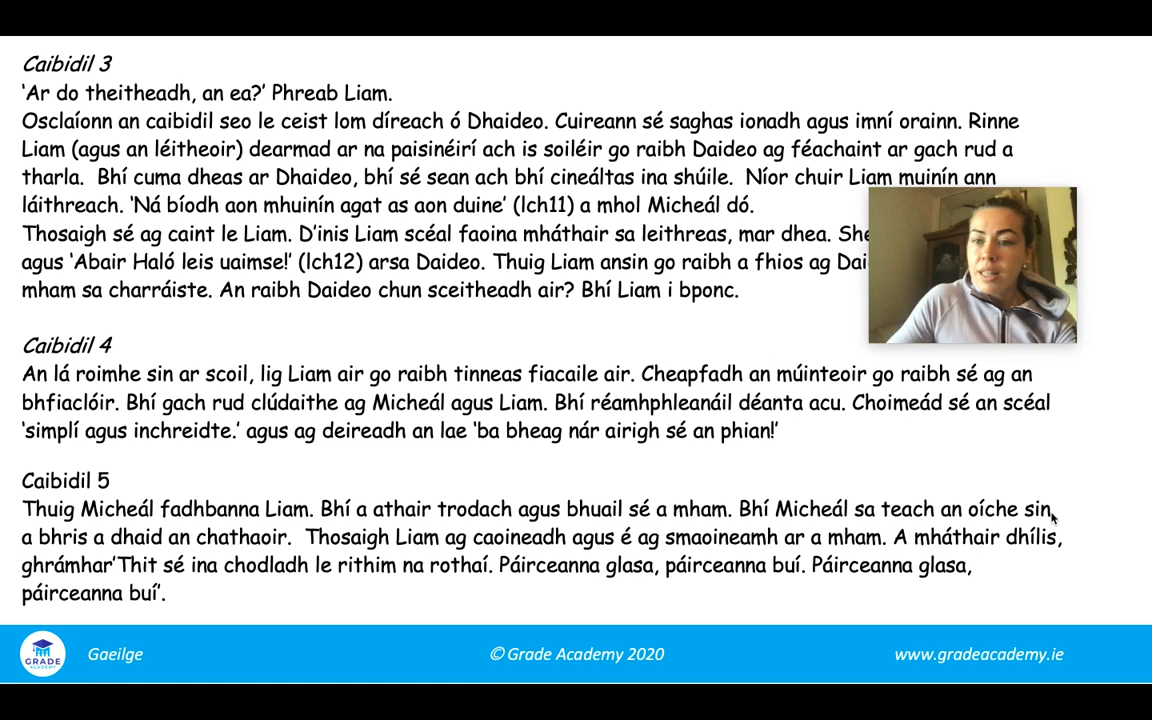 Caibidil 3
‘Ar do theitheadh, an ea?’ Phreab Liam.
Osclaíonn an caibidil seo le ceist lom díreach ó Dhaideo. Cuireann sé saghas ionadh agus imní orainn. Rinne
Liam (agus an léitheoir) dearmad ar na paisinéirí ach is soiléir go raibh Daideo ag féachaint ar gach rud a
tharla. Bhí cuma dheas ar Dhaideo, bhí sé sean ach bhí cineáltas ina shúile. Níor chuir Liam muinín ann
láithreach. ‘Ná bíodh aon mhuinín agat as aon duine’ (lch11) a mhol Micheál dó.
Thosaigh sé ag caint le Liam. D’inis Liam scéal faoina mháthair sa leithreas, mar dhea.
agus ‘Abair Haló leis uaimse!’ (lch12) arsa Daideo. Thuig Liam ansin go raibh a fhios ag
mham sa charráiste. An raibh Daideo chun sceitheadh air? Bhí Liam i bponc.
Caibidil 4
An lá roimhe sin ar scoil, lig Liam air go raibh tinneas fiacaile air. Cheapfadh an múinteoir go raibh sé ag an
bhfiaclóir. Bhí gach rud clúdaithe ag Micheál agus Liam. Bhí réamhphleanáil déanta acu. Choimeád sé an scéal
‘simplí agus inchreidte.’ agus ag deireadh an lae ‘ba bheag nár airigh sé an phian!’
Caibidil 5
Thuig Micheál fadhbanna Liam. Bhí a athair trodach agus bhuail sé a mham. Bhí Micheál sa teach an oíche sin
a bhris a dhaid an chathaoir. Thosaigh Liam ag caoineadh agus é ag smaoineamh ar a mham. A mháthair dhílis,
ghrámhar’Thit sé ina chodladh le rithim na rothaí. Páirceanna glasa, páirceanna buí. Páirceanna glasa,
páirceanna buí’.
GRADE
ACADEMY
Gaeilge
© Grade Academy 2020
www.gradeacademy.ie